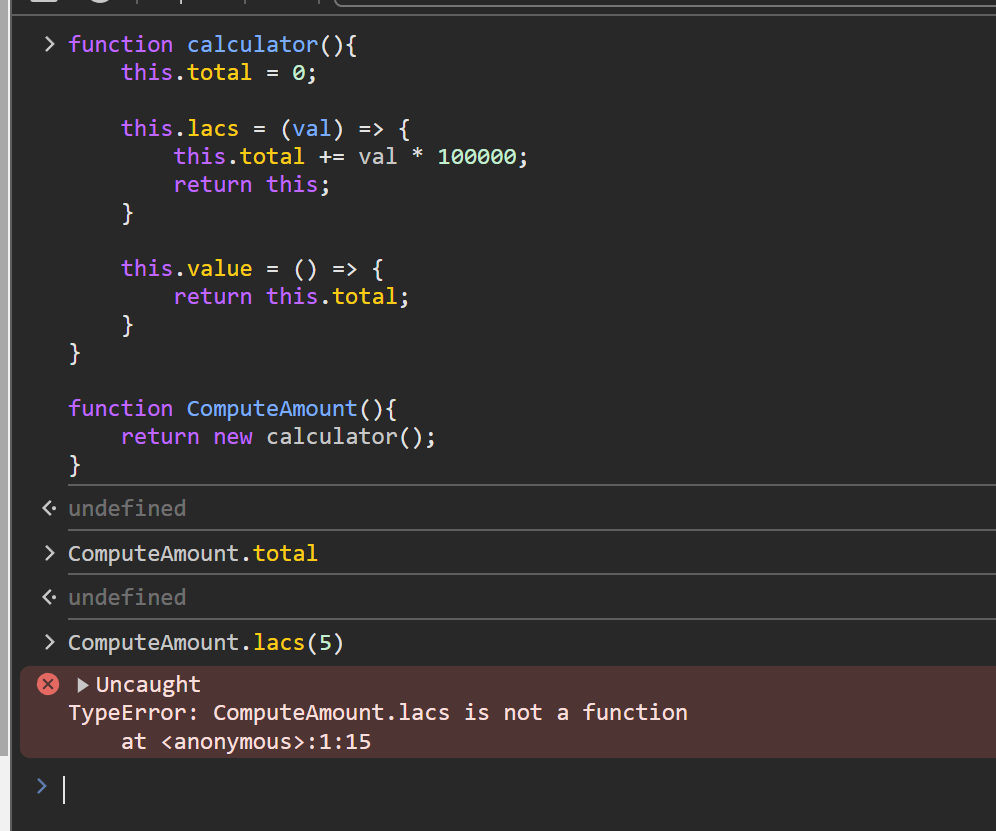 function calculator(){
    this.total = 0;

    this.lacs = (val) => {
        this.total += val * 100000;
        return this;
    }

    this.value = () => {
        return this.total;
    }
}

function ComputeAmount(){
    return new calculator();
}
undefined
ComputeAmount.total
undefined
ComputeAmount.lacs(5)
Uncaught
TypeError: ComputeAmount.lacs is not a function
    at <anonymous>:1:15